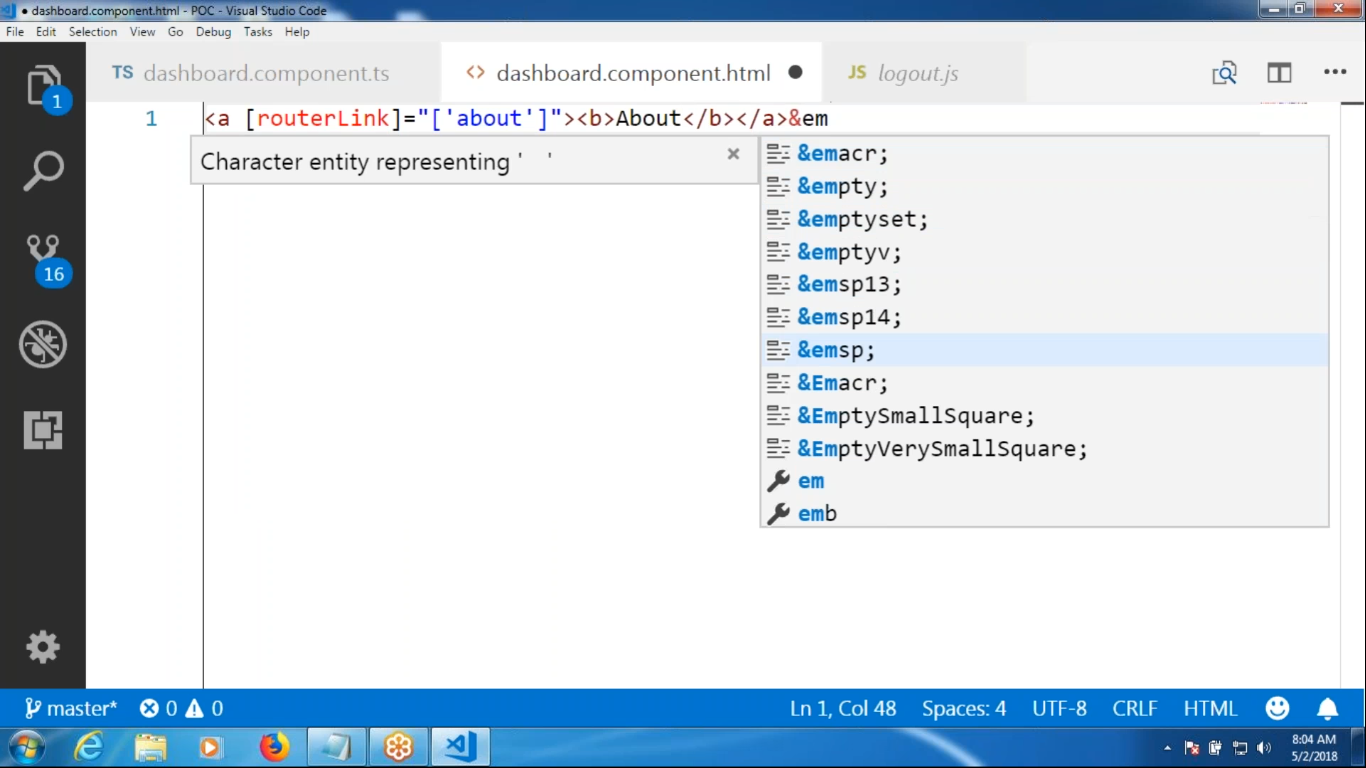 ● dashboard.component.html - POC - Visual Studio Code
File Edit Selection View Go Debug Tasks Help
1
TS dashboard.component.ts
<> dashboard.component.html ●
JS logout.js
•••
1 <a [routerLink]="['about']"><b>About</b></a>&em
Character entity representing ' '
×
&emacr;
&empty;
&emptyset;
&emptyv;
&emsp13;
&emsp14;
&emsp;
&Emacr;
&EmptySmallSquare;
&EmptyVerySmallSquare;
em
emb
16
master* 0 0 Ln 1, Col 48 Spaces: 4 UTF-8 CRLF HTML
8:04 AM
5/2/2018